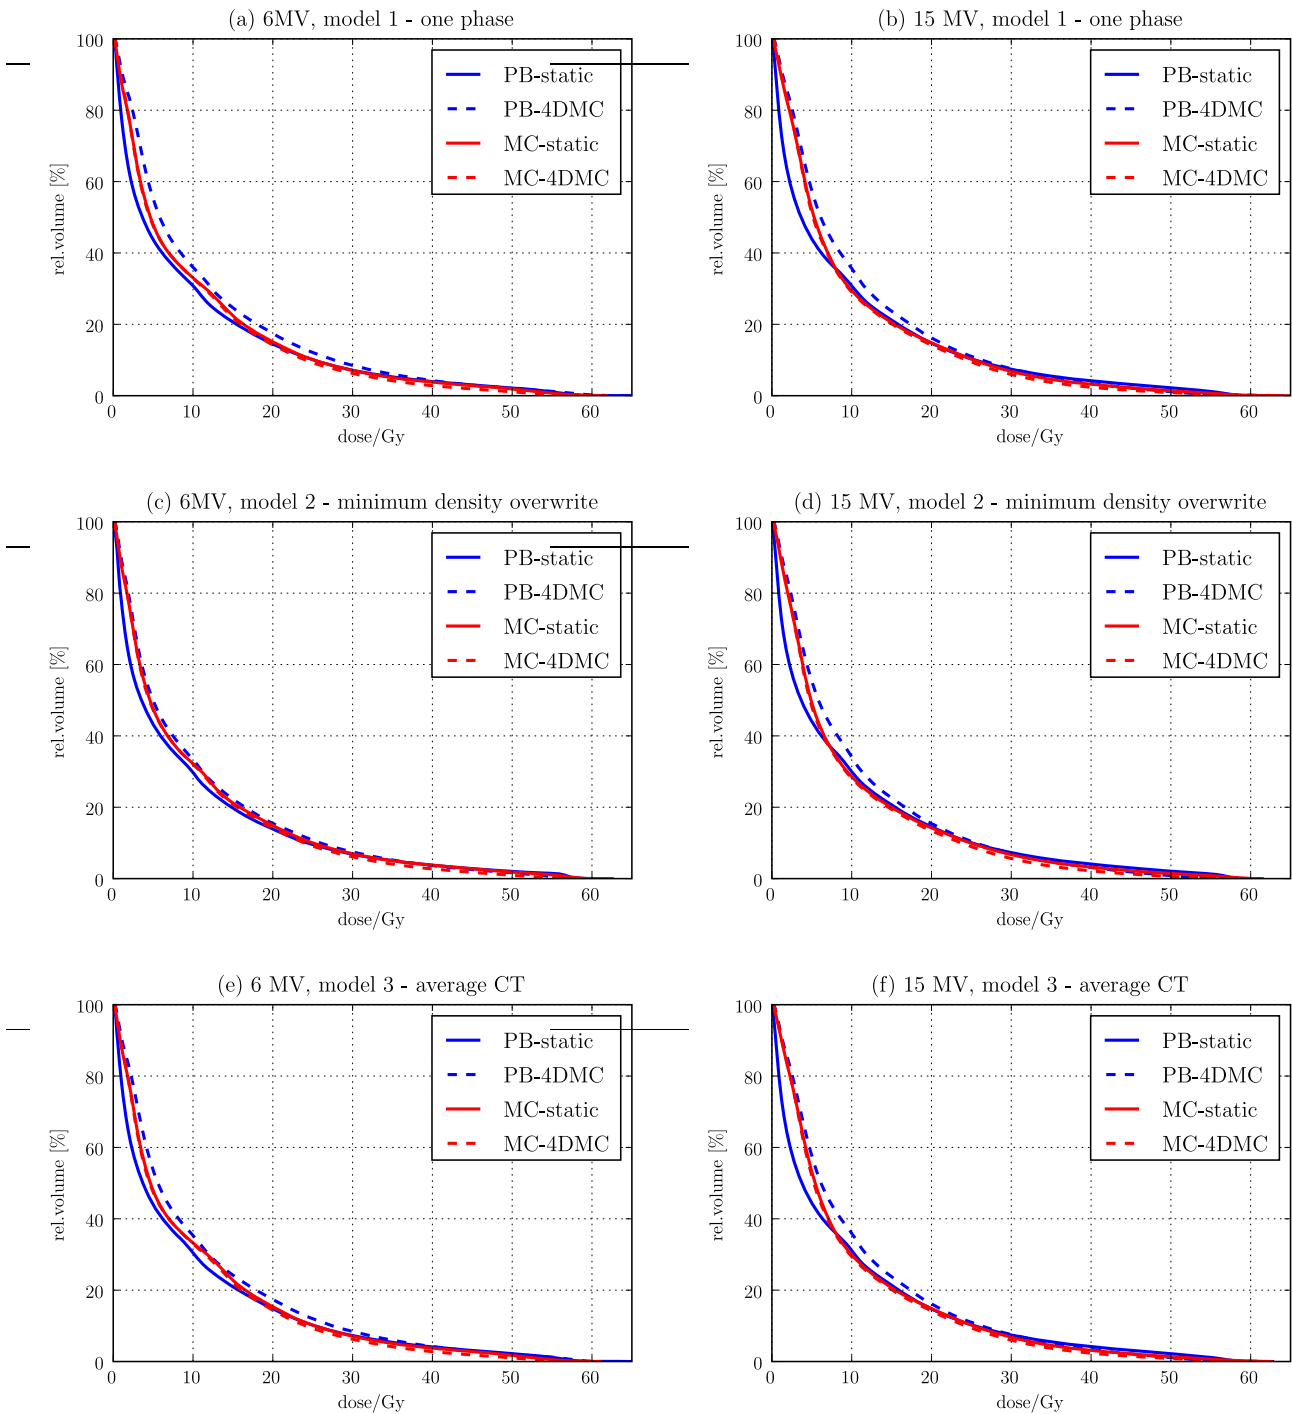 (a) 6MV, model 1 - one phase
100
80
60
40
20
0
rel.volume [%]
PB-static
PB-4DMC
MC-static
MC-4DMC
0 10 20 30 40 50 60
dose/Gy
(b) 15 MV, model 1 - one phase
100
80
60
40
20
0
rel.volume [%]
PB-static
PB-4DMC
MC-static
MC-4DMC
0 10 20 30 40 50 60
dose/Gy
(c) 6MV, model 2 - minimum density overwrite
100
80
60
40
20
0
rel.volume [%]
PB-static
PB-4DMC
MC-static
MC-4DMC
0 10 20 30 40 50 60
dose/Gy
(d) 15 MV, model 2 - minimum density overwrite
100
80
60
40
20
0
rel.volume [%]
PB-static
PB-4DMC
MC-static
MC-4DMC
0 10 20 30 40 50 60
dose/Gy
(e) 6 MV, model 3 - average CT
100
80
60
40
20
0
rel.volume [%]
PB-static
PB-4DMC
MC-static
MC-4DMC
0 10 20 30 40 50 60
dose/Gy
(f) 15 MV, model 3 - average CT
100
80
60
40
20
0
rel.volume [%]
PB-static
PB-4DMC
MC-static
MC-4DMC
0 10 20 30 40 50 60
dose/Gy